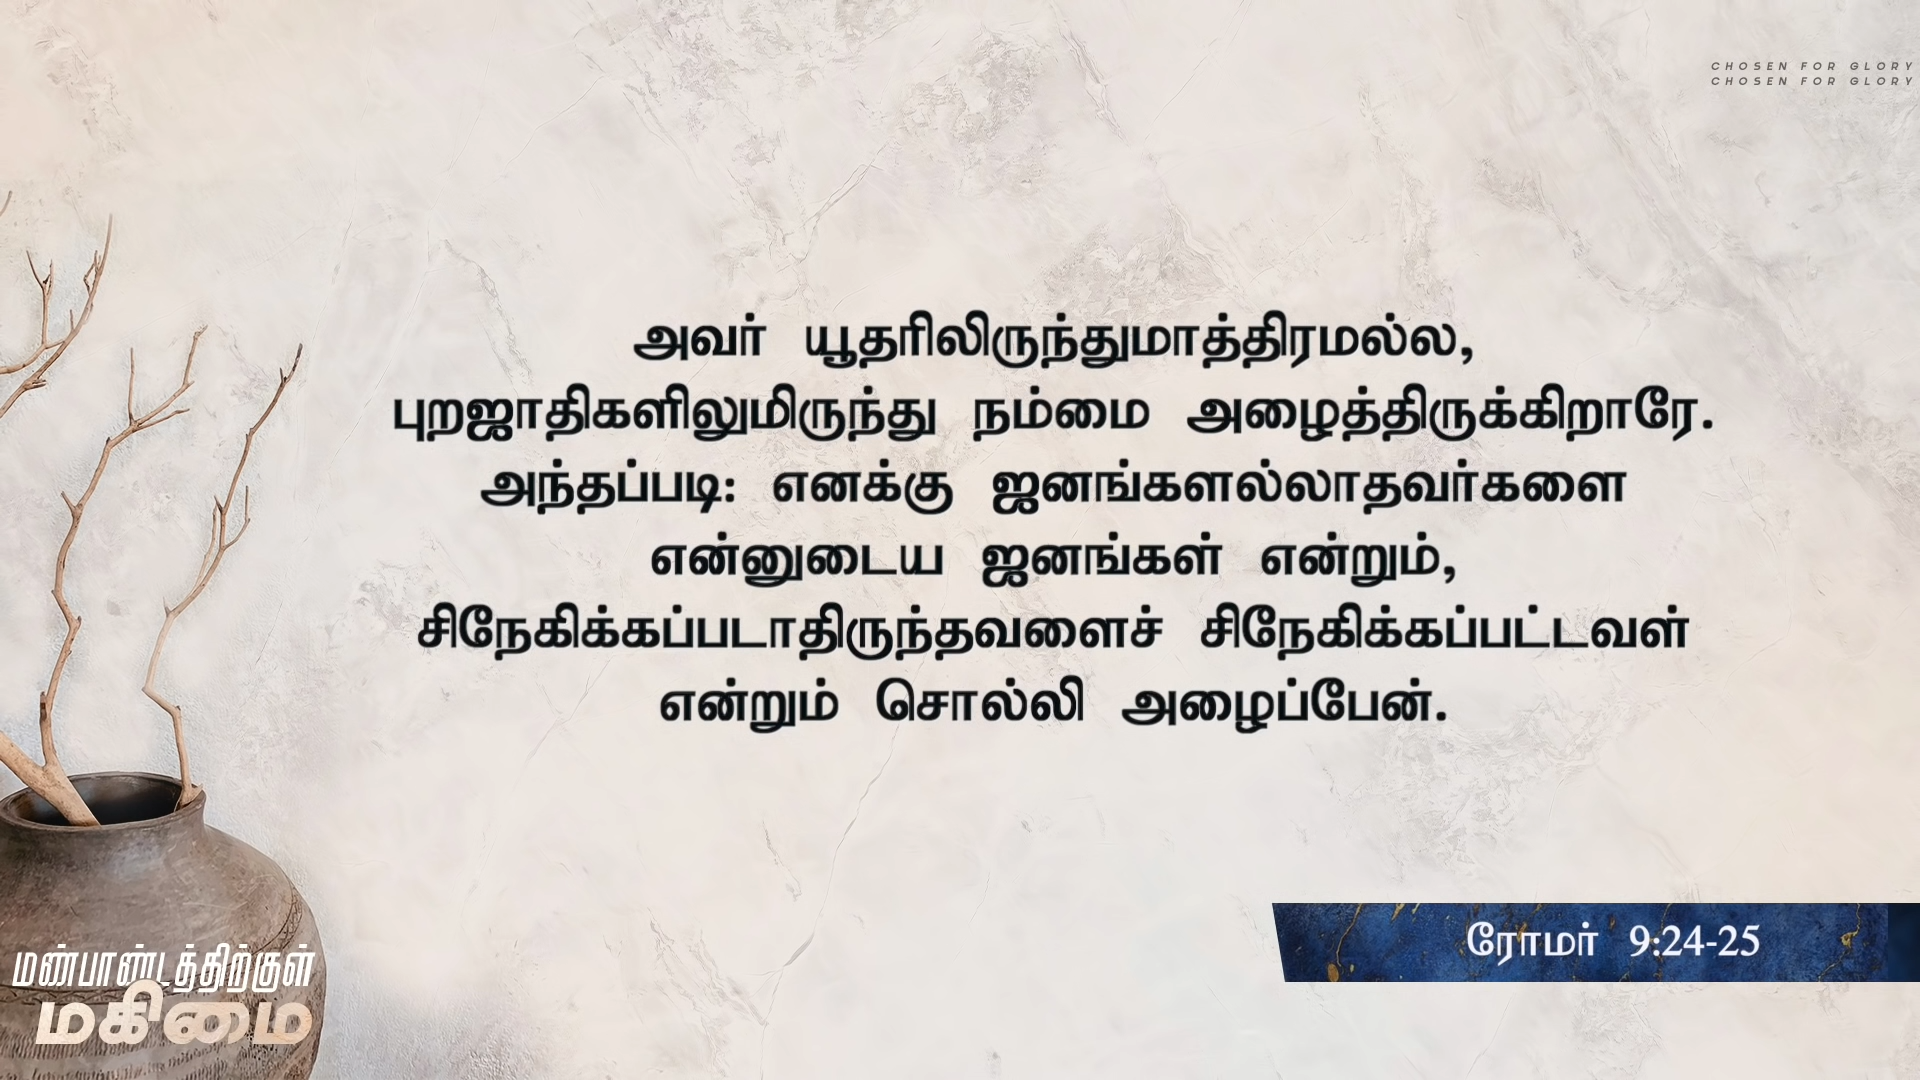 CHOSEN FOR GLORY
CHOSEN FOR GLORY
அவர் யூதரிலிருந்துமாத்திரமல்ல,
புறஜாதிகளிலுமிருந்து நம்மை அழைத்திருக்கிறாரே.
அந்தப்படி: எனக்கு ஜனங்களல்லாதவர்களை
என்னுடைய ஜனங்கள் என்றும்,
சிநேகிக்கப்படாதிருந்தவளைச் சிநேகிக்கப்பட்டவள்
என்றும் சொல்லி அழைப்பேன்.
ரோமர் 9:24-25
மண்பாண்டத்திற்குள்
மகிமை